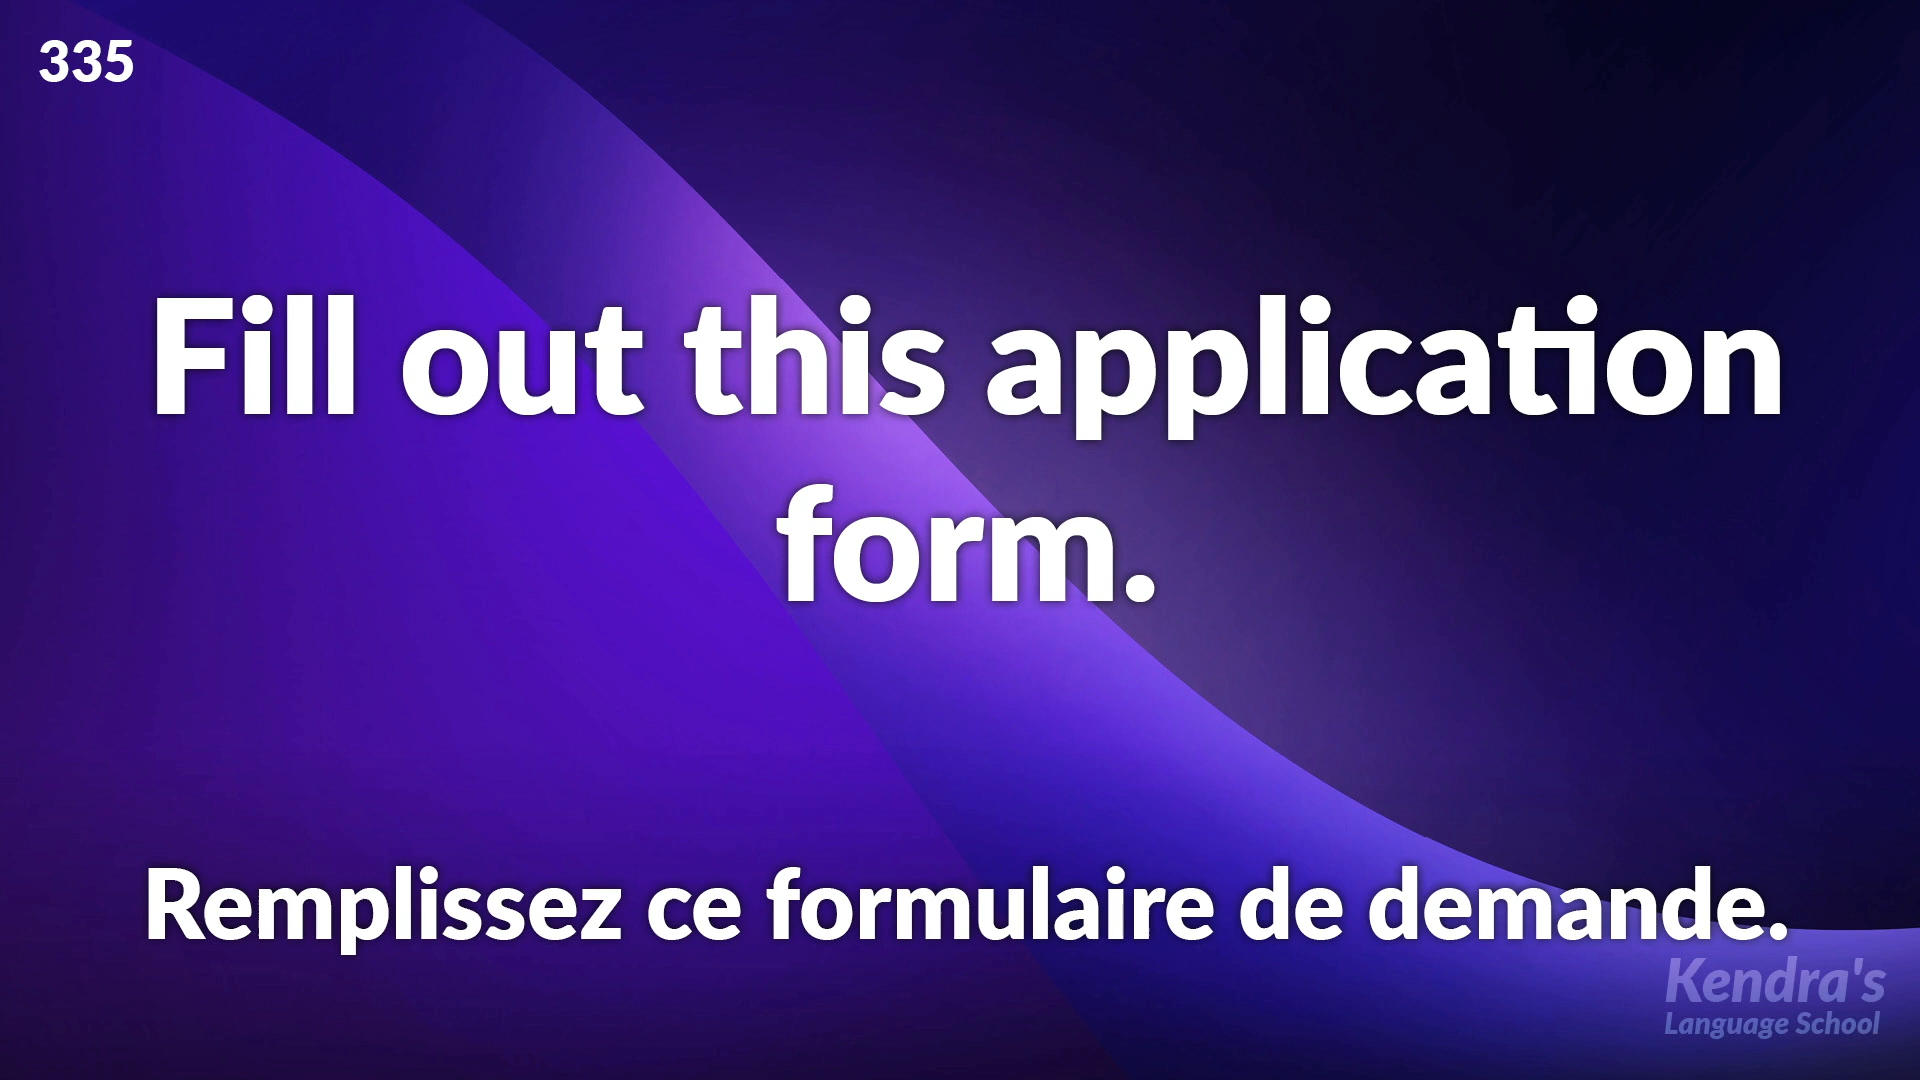 335
Fill out this application
form.
Remplissez ce formulaire de demande.
Kendra's
Language School